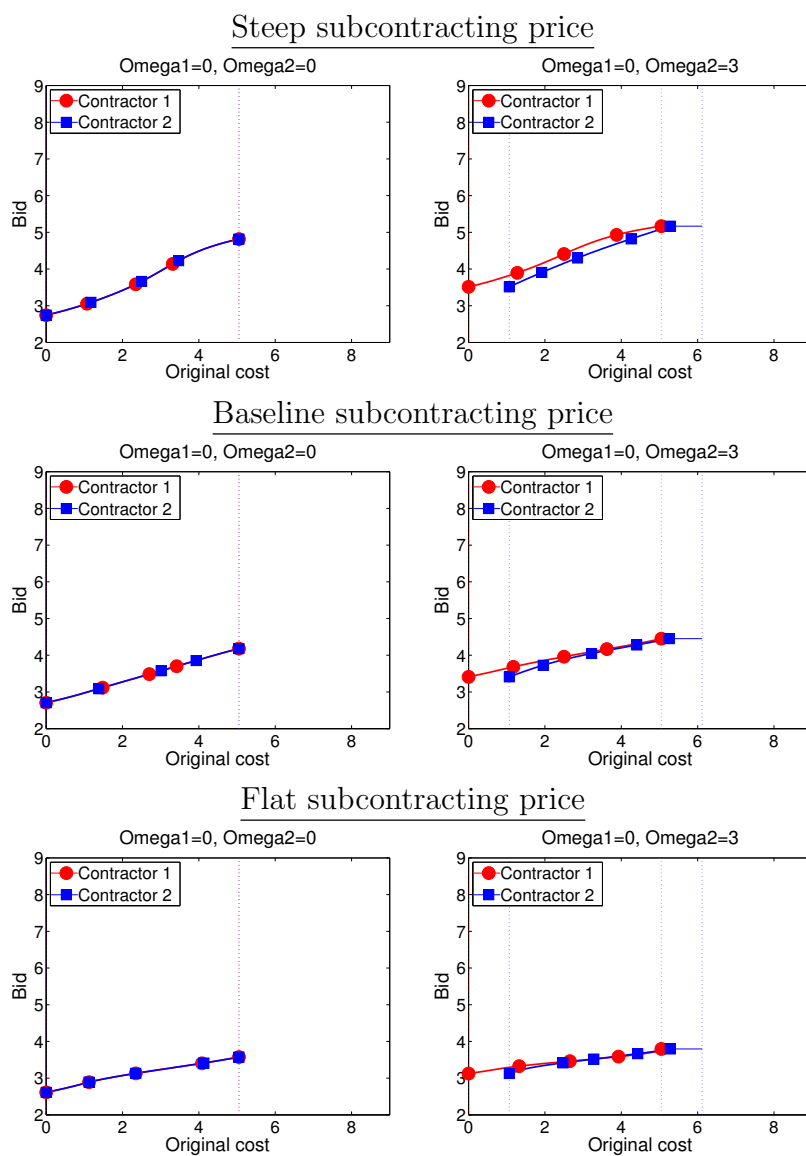 Steep subcontracting price
Omega1=0, Omega2=0
9
8
7
6
5
4
3
2
Bid
0 2 4 6 8
Original cost
Contractor 1
Contractor 2
Omega1=0, Omega2=3
9
8
7
6
5
4
3
2
Bid
0 2 4 6 8
Original cost
Contractor 1
Contractor 2
Baseline subcontracting price
Omega1=0, Omega2=0
9
8
7
6
5
4
3
2
Bid
0 2 4 6 8
Original cost
Contractor 1
Contractor 2
Omega1=0, Omega2=3
9
8
7
6
5
4
3
2
Bid
0 2 4 6 8
Original cost
Contractor 1
Contractor 2
Flat subcontracting price
Omega1=0, Omega2=0
9
8
7
6
5
4
3
2
Bid
0 2 4 6 8
Original cost
Contractor 1
Contractor 2
Omega1=0, Omega2=3
9
8
7
6
5
4
3
2
Bid
0 2 4 6 8
Original cost
Contractor 1
Contractor 2